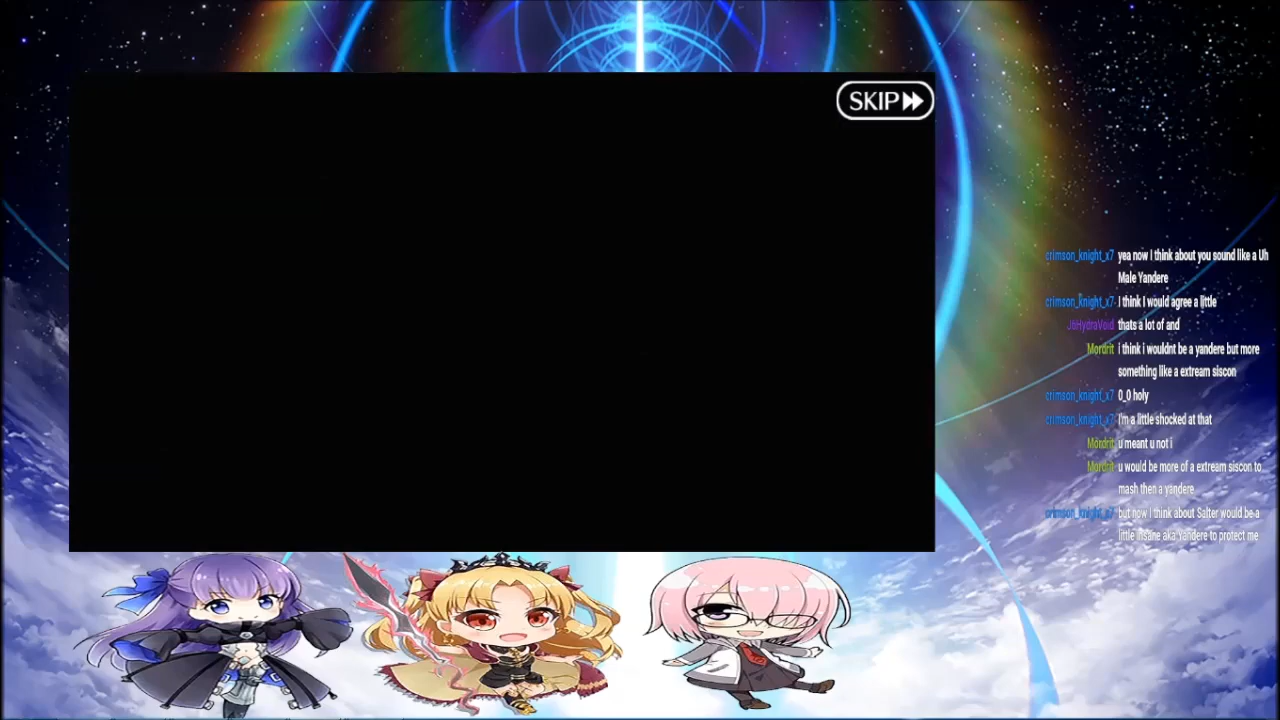 SKIP
crimson_knight_x7 yea now I think about you sound like a Uh
Male Yandere
crimson_knight_x7 I think I would agree a little
J6HydraVoid thats a lot of and
Mordrit i think i wouldnt be a yandere but more
something like a extream siscon
crimson_knight_x7 0_0 holy
crimson_knight_x7 I'm a little shocked at that
Mordrit u meant u not i
Mordrit u would be more of a extream siscon to
mash then a yandere
crimson_knight_x7 but now I think about Salter would be a
little insane aka Yandere to protect me